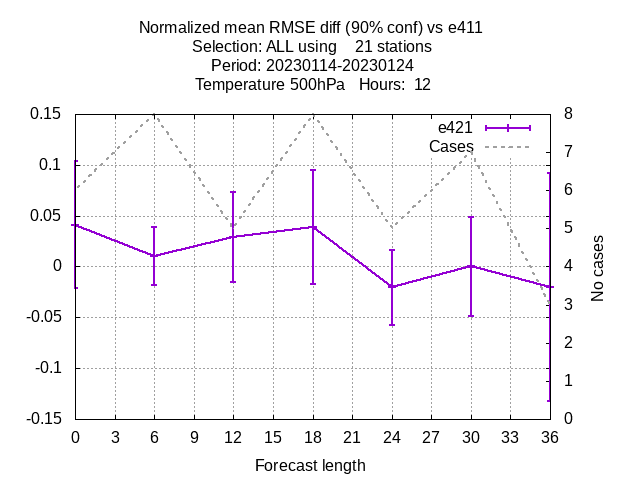 Normalized mean RMSE diff (90% conf) vs e411
Selection: ALL using    21 stations
Period: 20230114-20230124
Temperature 500hPa   Hours:  12
0.15
0.1
0.05
0
-0.05
-0.1
-0.15
8
7
6
5
4
3
2
1
0
e421
Cases
No cases
0 3 6 9 12 15 18 21 24 27 30 33 36
Forecast length